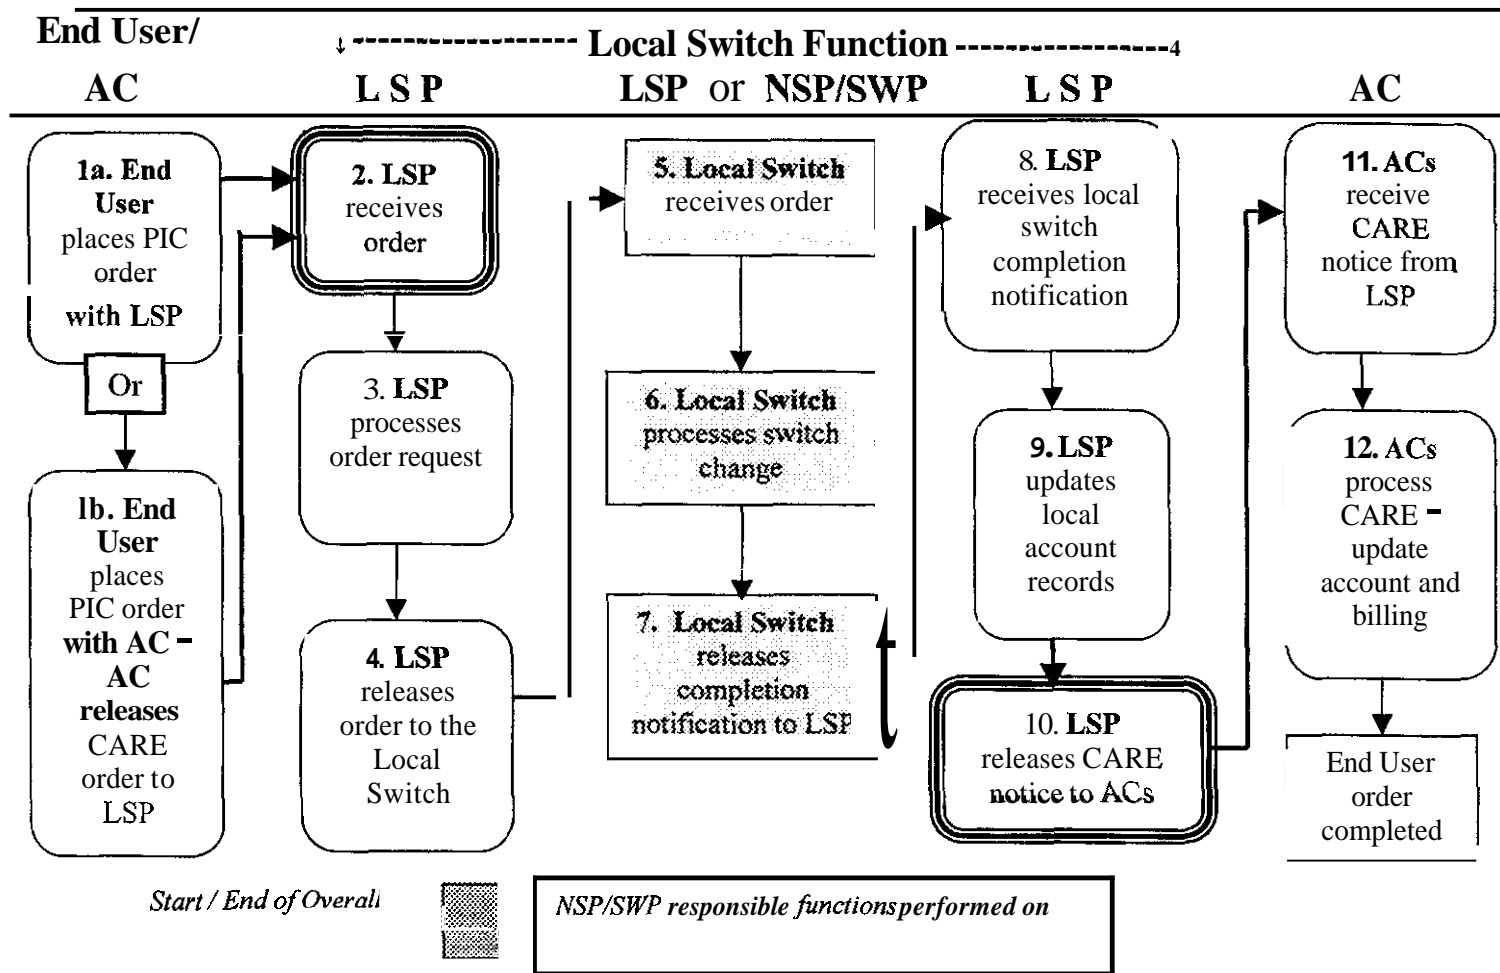 End User/
Local Switch Function
4
AC
LSP
LSP or NSP/SWP
LSP
AC
1a. End
User
places PIC
order
with LSP
Or
lb. End
User
places
PIC order
with AC –
AC
releases
CARE
order to
LSP
2. LSP
receives
order
3. LSP
processes
order request
4. LSP
releases
order to the
Local
Switch
5. Local Switch
receives order
6. Local Switch
processes switch
change
7. Local Switch
releases
completion
notification to LSP
t
8. LSP
receives local
switch
completion
notification
9. LSP
updates
local
account
records
10. LSP
releases CARE
notice to ACs
11. ACs
receive
CARE
notice from
LSP
12. ACs
process
CARE –
update
account and
billing
End User
order
completed
Start / End of Overall
NSP/SWP responsible functions performed on